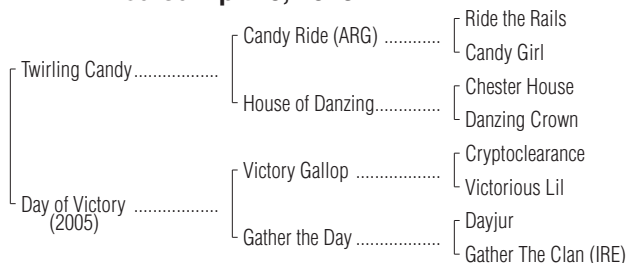 Ride the Rails
Candy Ride (ARG) ............
Candy Girl
Twirling Candy..................
Chester House
House of Danzing..............
Danzing Crown
Cryptoclearance
Victory Gallop ..................
Victorious Lil
Day of Victory ..................
(2005)
Dayjur
Gather the Day ..................
Gather The Clan (IRE)